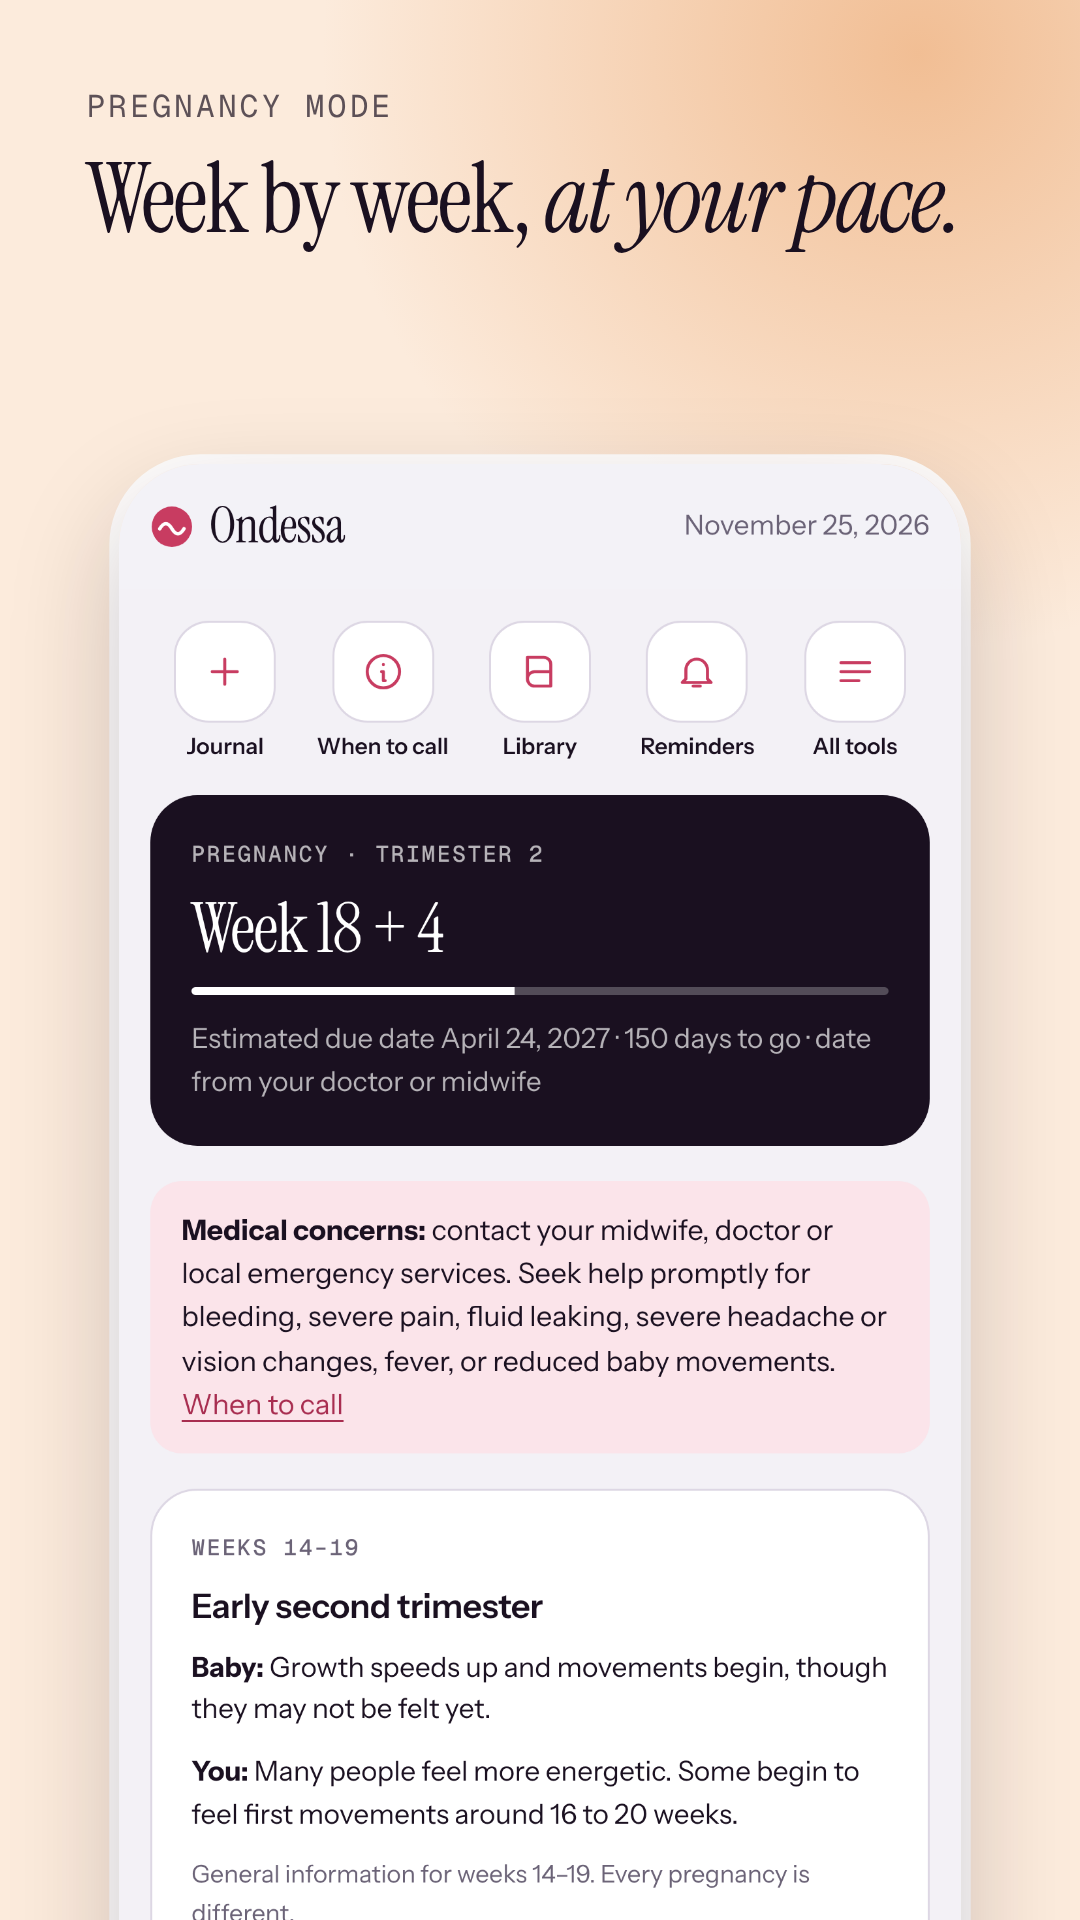 PREGNANCY MODE
Week by week, at your pace.
Ondessa
November 25, 2026
Journal
When to call
Library
Reminders
All tools
PREGNANCY · TRIMESTER 2
Week 18 + 4
Estimated due date April 24, 2027 · 150 days to go · date
from your doctor or midwife
Medical concerns: contact your midwife, doctor or
local emergency services. Seek help promptly for
bleeding, severe pain, fluid leaking, severe headache or
vision changes, fever, or reduced baby movements.
When to call
WEEKS 14–19
Early second trimester
Baby: Growth speeds up and movements begin, though
they may not be felt yet.
You: Many people feel more energetic. Some begin to
feel first movements around 16 to 20 weeks.
General information for weeks 14–19. Every pregnancy is
different.